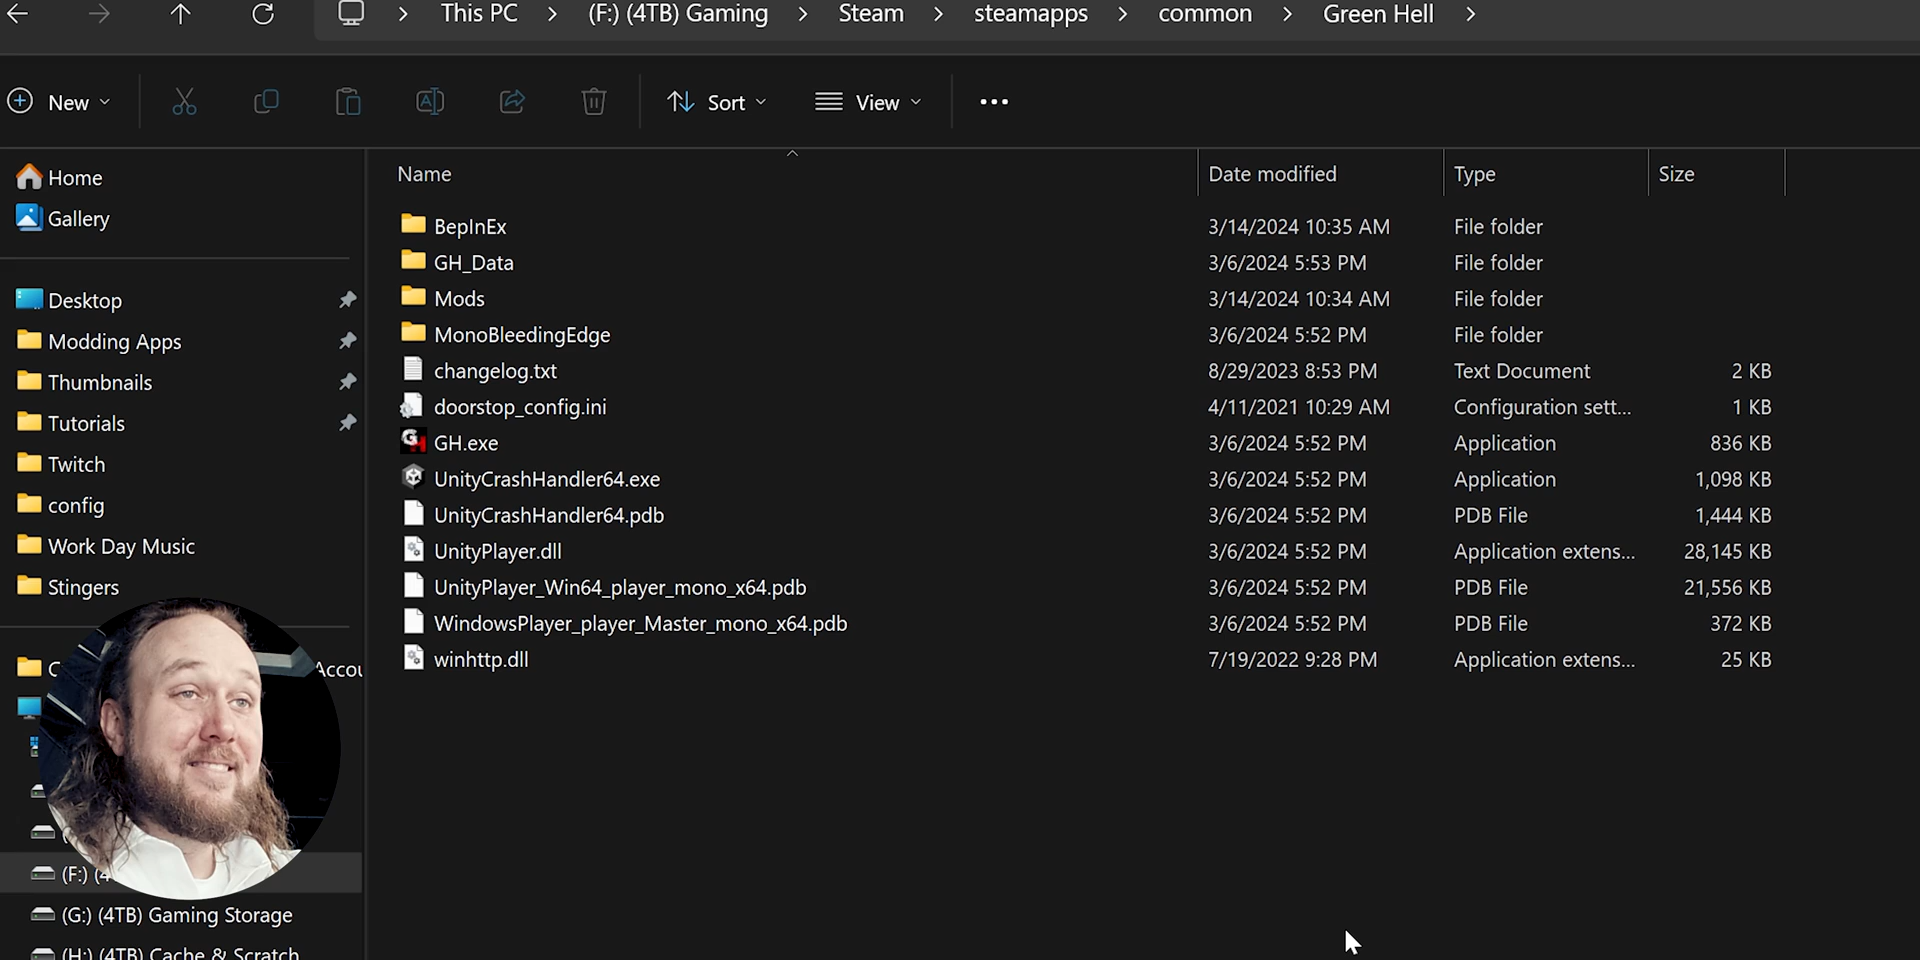 This PC > (F:) (4TB) Gaming > Steam > steamapps > common > Green Hell >
New Sort View
Home
Gallery
Desktop
Modding Apps
Thumbnails
Tutorials
Twitch
config
Work Day Music
Stingers
(F:)
(G:) (4TB) Gaming Storage
(H:) (4TB) Cache & Scratch
Name Date modified Type Size
BepInEx 3/14/2024 10:35 AM File folder
GH_Data 3/6/2024 5:53 PM File folder
Mods 3/14/2024 10:34 AM File folder
MonoBleedingEdge 3/6/2024 5:52 PM File folder
changelog.txt 8/29/2023 8:53 PM Text Document 2 KB
doorstop_config.ini 4/11/2021 10:29 AM Configuration sett... 1 KB
GH.exe 3/6/2024 5:52 PM Application 836 KB
UnityCrashHandler64.exe 3/6/2024 5:52 PM Application 1,098 KB
UnityCrashHandler64.pdb 3/6/2024 5:52 PM PDB File 1,444 KB
UnityPlayer.dll 3/6/2024 5:52 PM Application extens... 28,145 KB
UnityPlayer_Win64_player_mono_x64.pdb 3/6/2024 5:52 PM PDB File 21,556 KB
WindowsPlayer_player_Master_mono_x64.pdb 3/6/2024 5:52 PM PDB File 372 KB
winhttp.dll 7/19/2022 9:28 PM Application extens... 25 KB